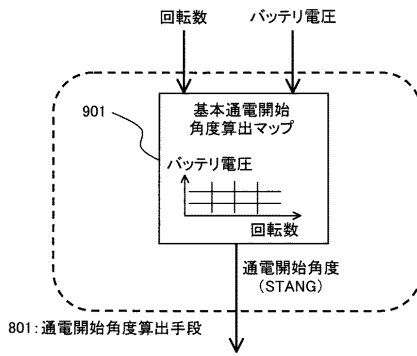 回転数
バッテリ電圧
901
基本通電開始
角度算出マップ
バッテリ電圧
回転数
通電開始角度
(STANG)
801:通電開始角度算出手段